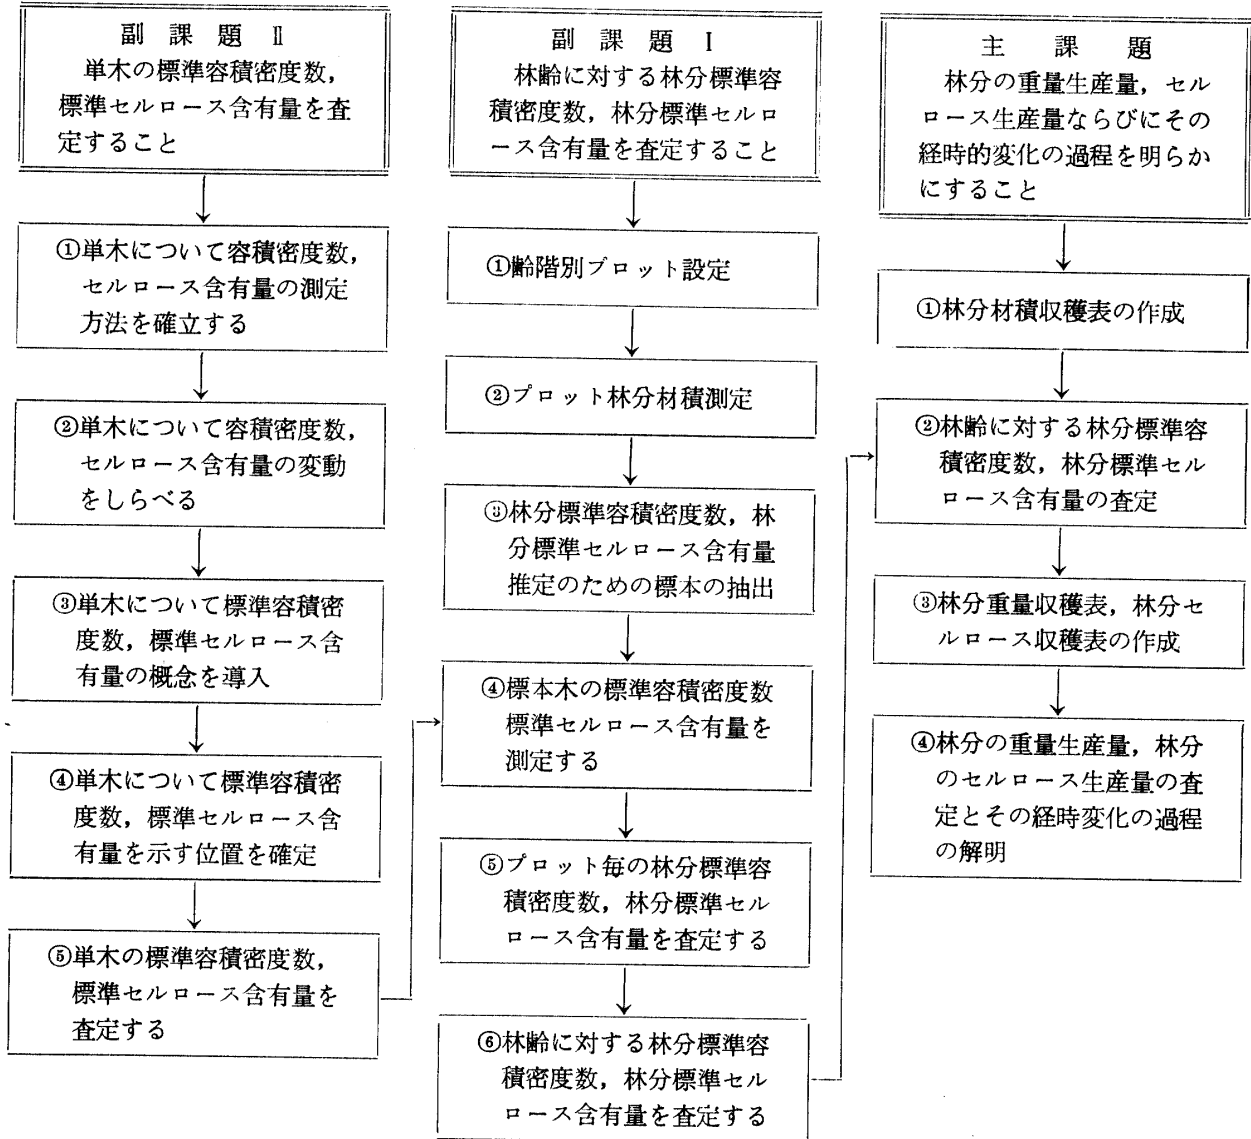 副課題Ⅱ
単木の標準容積密度数，
標準セルロース含有量を査
定すること
①単木について容積密度数，
セルロース含有量の測定
方法を確立する
②単木について容積密度数，
セルロース含有量の変動
をしらべる
③単木について標準容積密
度数，標準セルロース含
有量の概念を導入
④単木について標準容積密
度数，標準セルロース含
有量を示す位置を確定
⑤単木の標準容積密度数，
標準セルロース含有量を
査定する
副課題Ⅰ
林齢に対する林分標準容
積密度数，林分標準セルロ
ース含有量を査定すること
①齢階別プロット設定
②プロット林分材積測定
③林分標準容積密度数，林
分標準セルロース含有量
推定のための標本の抽出
④標本木の標準容積密度数
標準セルロース含有量を
測定する
⑤プロット毎の林分標準容
積密度数，林分標準セル
ロース含有量を査定する
⑥林齢に対する林分標準容
積密度数，林分標準セル
ロース含有量を査定する
主課題
林分の重量生産量，セル
ロース生産量ならびにその
経時的変化の過程を明らか
にすること
①林分材積収穫表の作成
②林齢に対する林分標準容
積密度数，林分標準セル
ロース含有量の査定
③林分重量収穫表，林分セ
ルロース収穫表の作成
④林分の重量生産量，林分
のセルロース生産量の査
定とその経時変化の過程
の解明